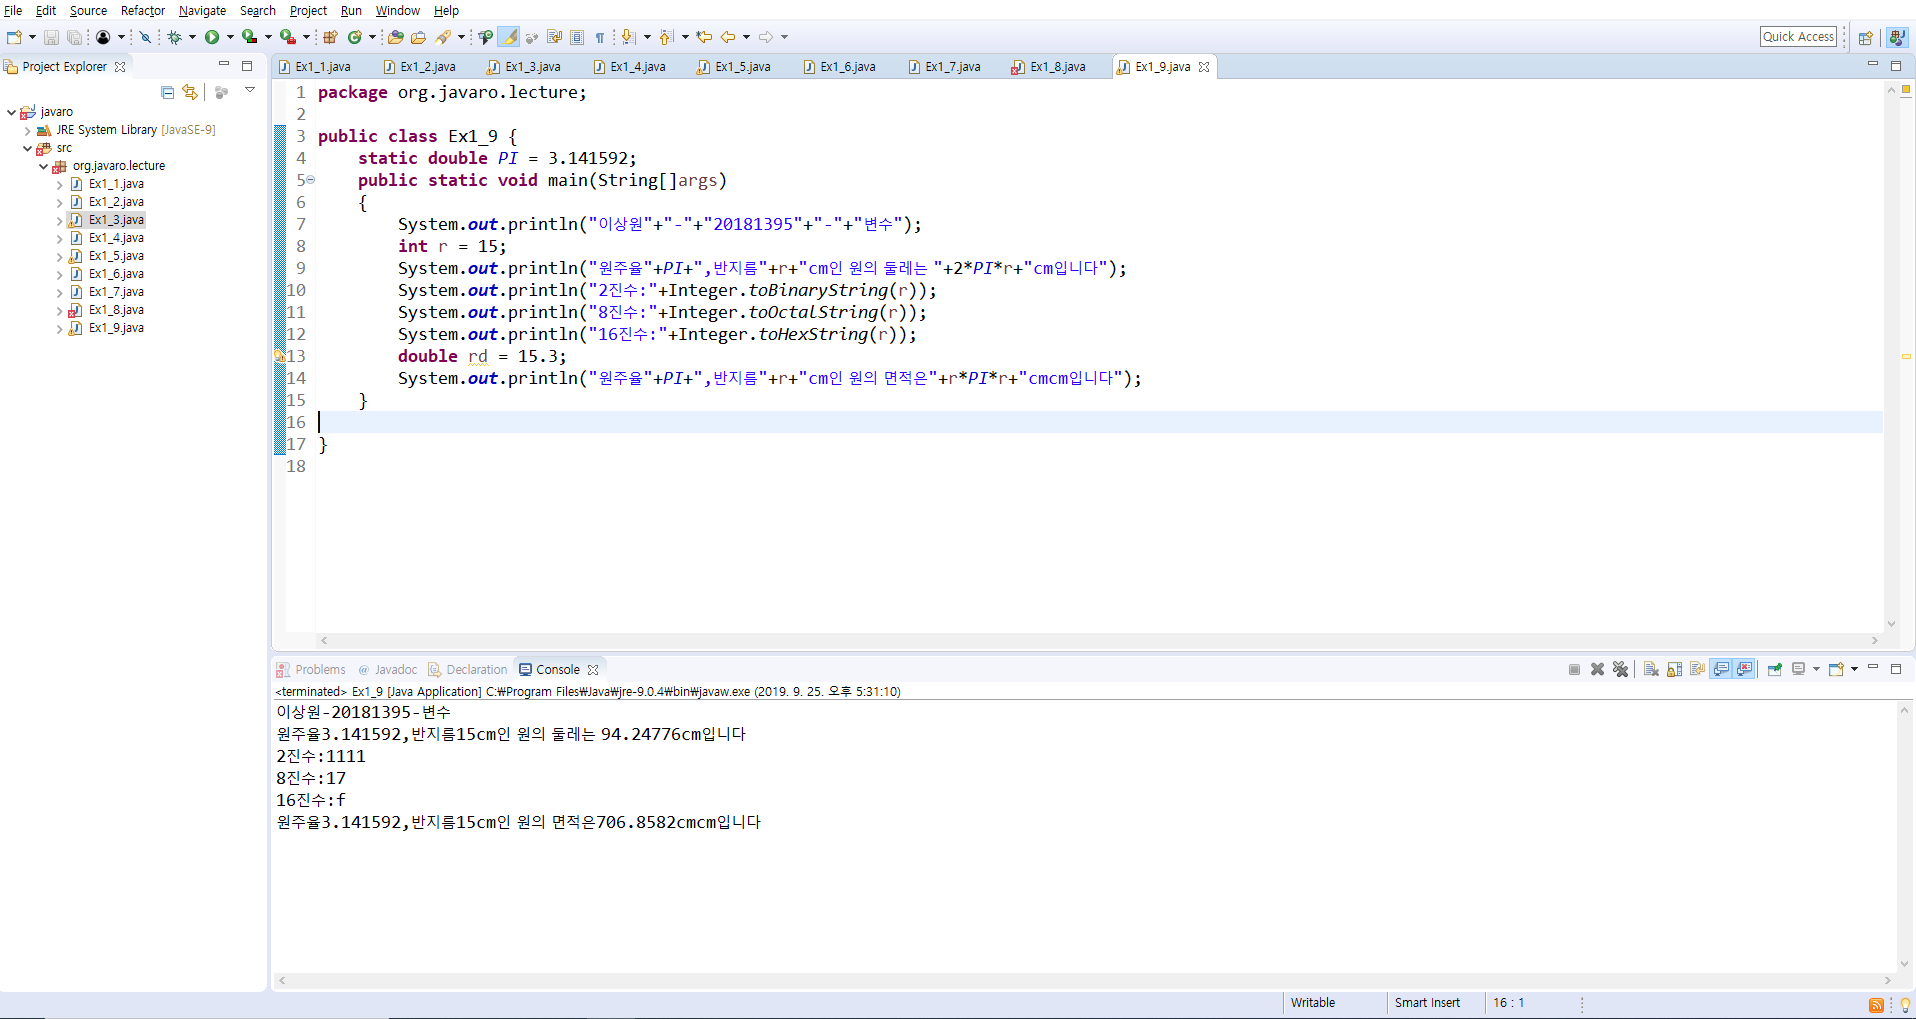 File Edit Source Refactor Navigate Search Project Run Window Help
Quick Access
Project Explorer
Ex1_1.java Ex1_2.java Ex1_3.java Ex1_4.java Ex1_5.java Ex1_6.java Ex1_7.java Ex1_8.java Ex1_9.java
javaro
JRE System Library [JavaSE-9]
src
org.javaro.lecture
Ex1_1.java
Ex1_2.java
Ex1_3.java
Ex1_4.java
Ex1_5.java
Ex1_6.java
Ex1_7.java
Ex1_8.java
Ex1_9.java
1 package org.javaro.lecture;
2
3 public class Ex1_9 {
4 static double PI = 3.141592;
5 public static void main(String[]args)
6 {
7 System.out.println("이상원"+"-"+"20181395"+"-"+"변수");
8 int r = 15;
9 System.out.println("원주율"+PI+",반지름"+r+"cm인 원의 둘레는 "+2*PI*r+"cm입니다");
10 System.out.println("2진수:"+Integer.toBinaryString(r));
11 System.out.println("8진수:"+Integer.toOctalString(r));
12 System.out.println("16진수:"+Integer.toHexString(r));
13 double rd = 15.3;
14 System.out.println("원주율"+PI+",반지름"+r+"cm인 원의 면적은"+r*PI*r+"cmcm입니다");
15 }
16
17 }
18
Problems @ Javadoc Declaration Console
<terminated> Ex1_9 [Java Application] C:₩Program Files₩Java₩jre-9.0.4₩bin₩javaw.exe (2019. 9. 25. 오후 5:31:10)
이상원-20181395-변수
원주율3.141592,반지름15cm인 원의 둘레는 94.24776cm입니다
2진수:1111
8진수:17
16진수:f
원주율3.141592,반지름15cm인 원의 면적은706.8582cmcm입니다
Writable Smart Insert 16 : 1